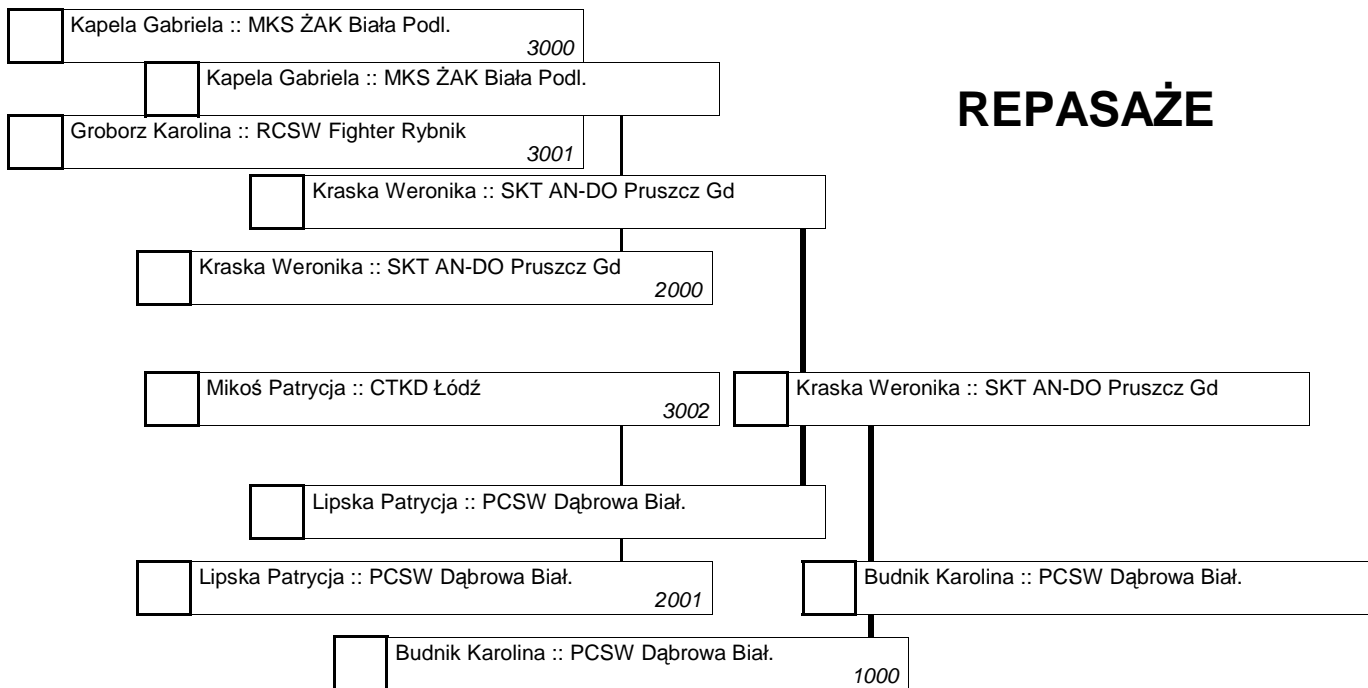 Kapela Gabriela :: MKS ŻAK Biała Podl.
3000
Kapela Gabriela :: MKS ŻAK Biała Podl.
REPASAŻE
Groborz Karolina :: RCSW Fighter Rybnik
3001
Kraska Weronika :: SKT AN-DO Pruszcz Gd
Kraska Weronika :: SKT AN-DO Pruszcz Gd
2000
Mikoś Patrycja :: CTKD Łódź
3002
Kraska Weronika :: SKT AN-DO Pruszcz Gd
Lipska Patrycja :: PCSW Dąbrowa Biał.
Lipska Patrycja :: PCSW Dąbrowa Biał.
2001
Budnik Karolina :: PCSW Dąbrowa Biał.
Budnik Karolina :: PCSW Dąbrowa Biał.
1000